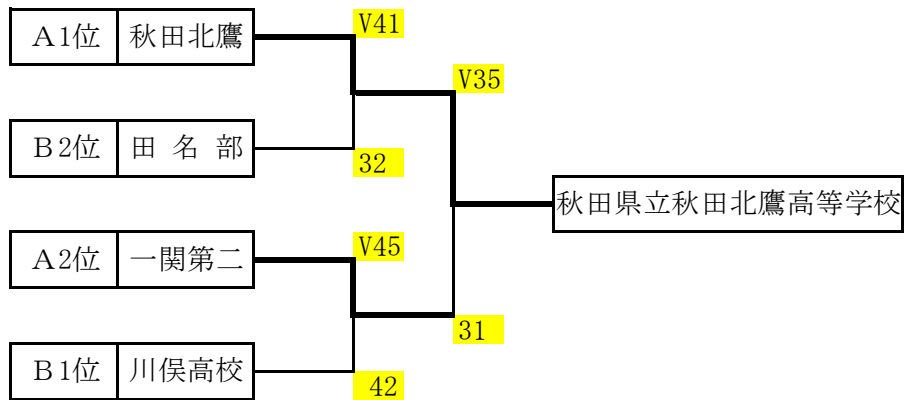 A1位 秋田北鷹
V41
V35
B2位 田名部
32
秋田県立秋田北鷹高等学校
A2位 一関第二
V45
31
B1位 川俣高校
42